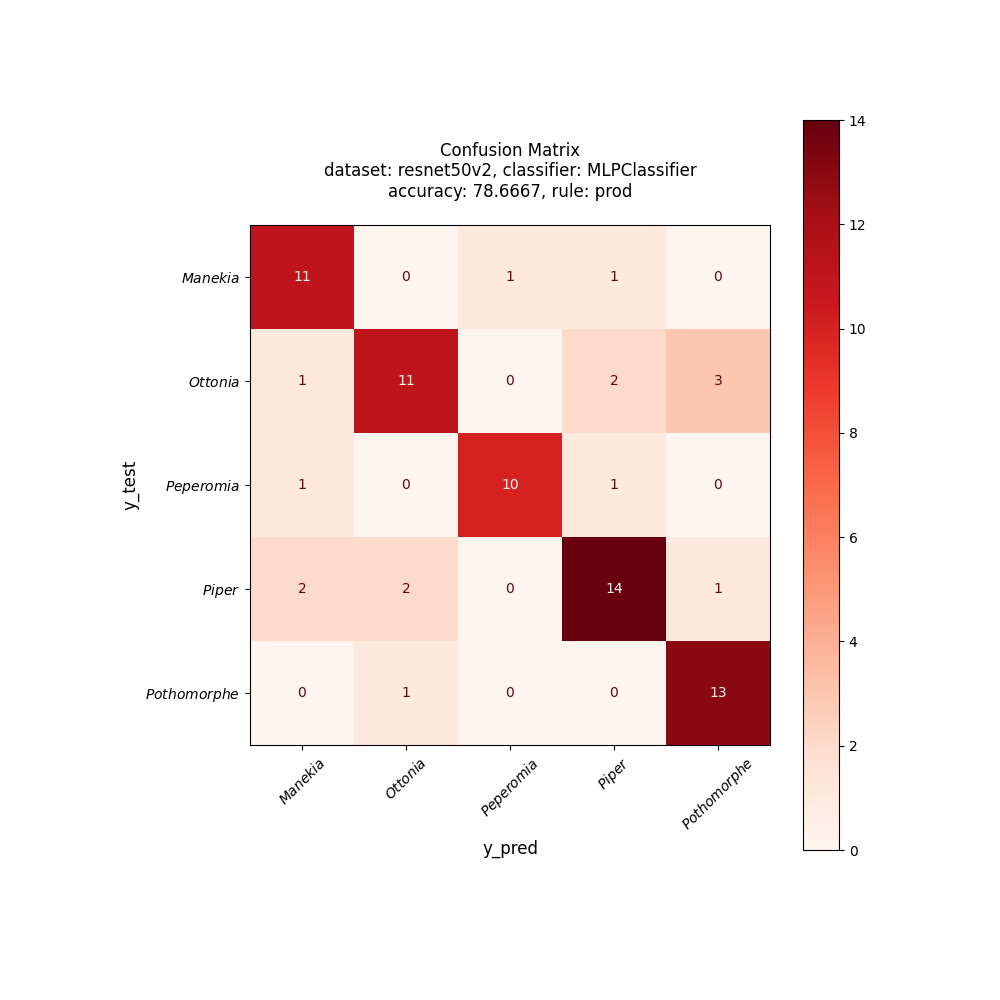 Confusion Matrix
dataset: resnet50v2, classifier: MLPClassifier
accuracy: 78.6667, rule: prod
14
12
10
8
6
4
2
0
y_test
Manekia 11 0 1 1 0
Ottonia 1 11 0 2 3
Peperomia 1 0 10 1 0
Piper 2 2 0 14 1
Pothomorphe 0 1 0 0 13
Manekia Ottonia Peperomia Piper Pothomorphe
y_pred